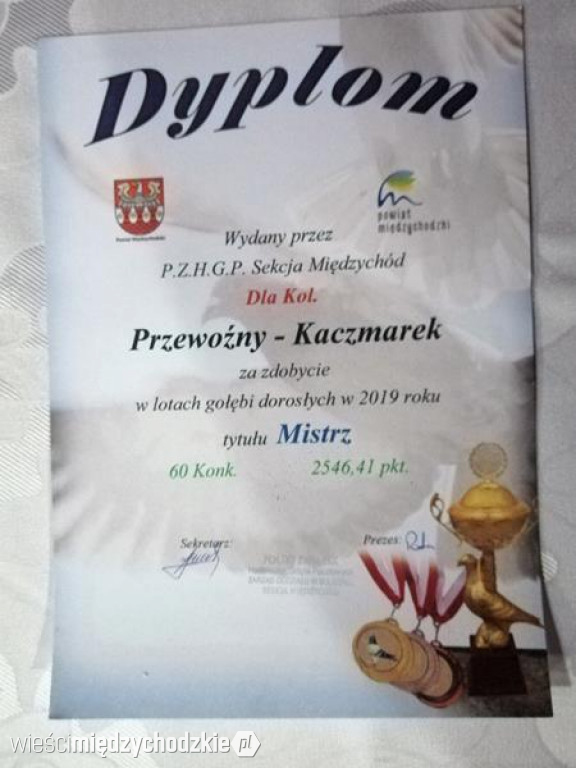 Dyplom
powiat
międzychodzki
Wydany przez
P.Z.H.G.P. Sekcja Międzychód
Dla Kol.
Przewoźny - Kaczmarek
za zdobycie
w lotach gołębi dorosłych w 2019 roku
tytułu Mistrz
60 Konk. 2546,41 pkt.
Sekretarz: Prezes:
wieścimiędzychodzkie.pl